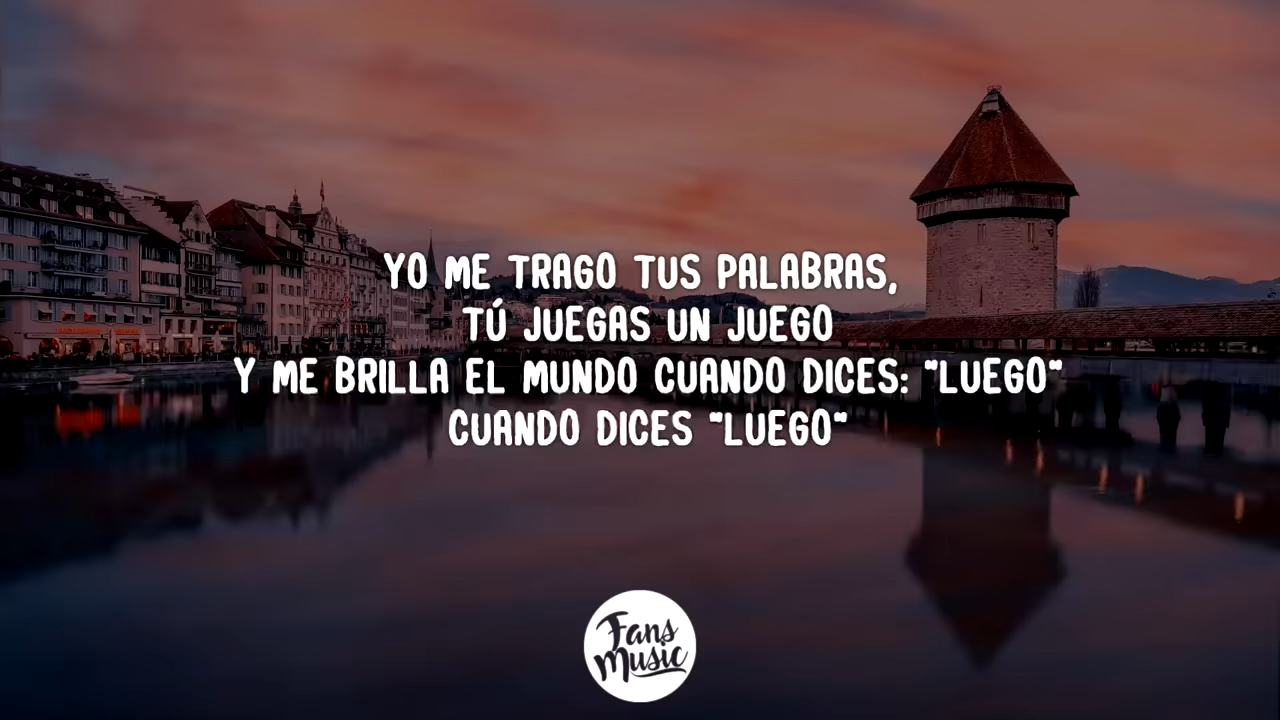 YO ME TRAGO TUS PALABRAS,
TÚ JUEGAS UN JUEGO
Y ME BRILLA EL MUNDO CUANDO DICES: "LUEGO"
CUANDO DICES "LUEGO"
Fans
Music